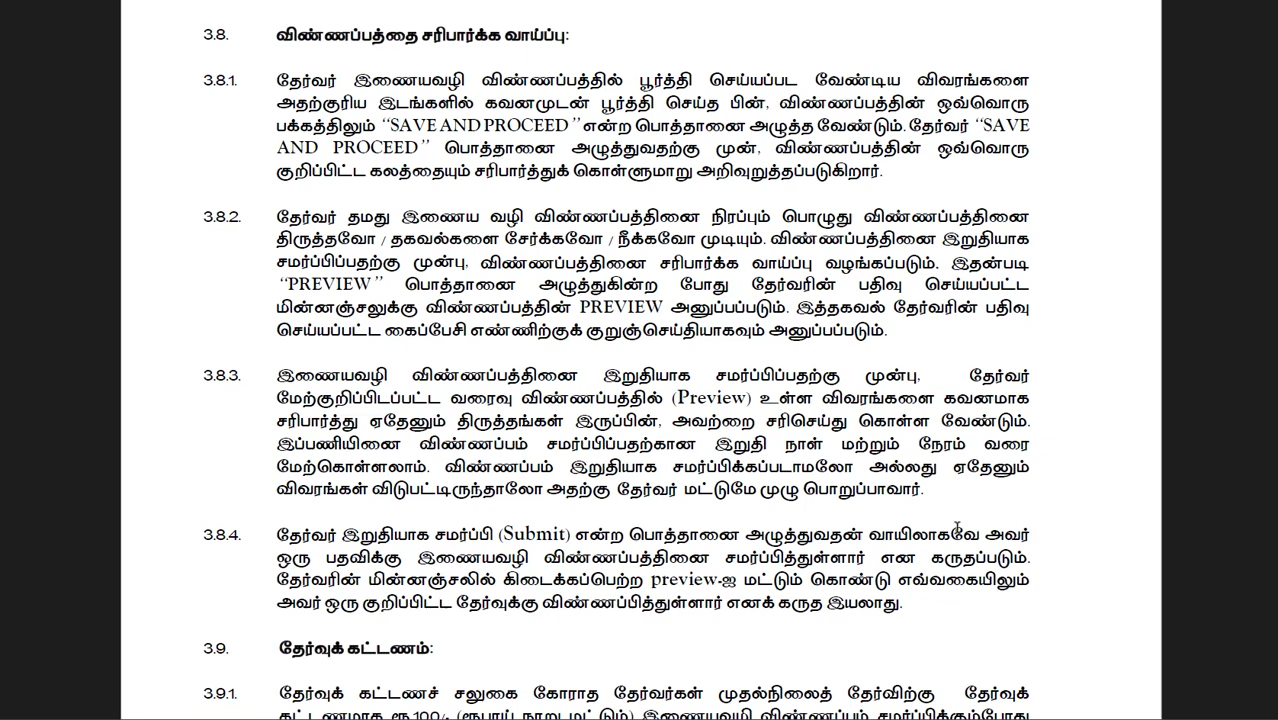 3.8. விண்ணப்பத்தை சரிபார்க்க வாய்ப்பு:
3.8.1. தேர்வர் இணையவழி விண்ணப்பத்தில் பூர்த்தி செய்யப்பட வேண்டிய விவரங்களை
அதற்குரிய இடங்களில் கவனமுடன் பூர்த்தி செய்த பின், விண்ணப்பத்தின் ஒவ்வொரு
பக்கத்திலும் “SAVE AND PROCEED” என்ற பொத்தானை அழுத்த வேண்டும். தேர்வர் “SAVE
AND PROCEED” பொத்தானை அழுத்துவதற்கு முன், விண்ணப்பத்தின் ஒவ்வொரு
குறிப்பிட்ட கலத்தையும் சரிபார்த்துக் கொள்ளுமாறு அறிவுறுத்தப்படுகிறார்.
3.8.2. தேர்வர் தமது இணைய வழி விண்ணப்பத்தினை நிரப்பும் பொழுது விண்ணப்பத்தினை
திருத்தவோ / தகவல்களை சேர்க்கவோ / நீக்கவோ முடியும். விண்ணப்பத்தினை இறுதியாக
சமர்ப்பிப்பதற்கு முன்பு, விண்ணப்பத்தினை சரிபார்க்க வாய்ப்பு வழங்கப்படும். இதன்படி
“PREVIEW” பொத்தானை அழுத்துகின்ற போது தேர்வரின் பதிவு செய்யப்பட்ட
மின்னஞ்சலுக்கு விண்ணப்பத்தின் PREVIEW அனுப்பப்படும். இத்தகவல் தேர்வரின் பதிவு
செய்யப்பட்ட கைப்பேசி எண்ணிற்குக் குறுஞ்செய்தியாகவும் அனுப்பப்படும்.
3.8.3. இணையவழி விண்ணப்பத்தினை இறுதியாக சமர்ப்பிப்பதற்கு முன்பு, தேர்வர்
மேற்குறிப்பிடப்பட்ட வரைவு விண்ணப்பத்தில் (Preview) உள்ள விவரங்களை கவனமாக
சரிபார்த்து ஏதேனும் திருத்தங்கள் இருப்பின், அவற்றை சரிசெய்து கொள்ள வேண்டும்.
இப்பணியினை விண்ணப்பம் சமர்ப்பிப்பதற்கான இறுதி நாள் மற்றும் நேரம் வரை
மேற்கொள்ளலாம். விண்ணப்பம் இறுதியாக சமர்ப்பிக்கப்படாமலோ அல்லது ஏதேனும்
விவரங்கள் விடுபட்டிருந்தாலோ அதற்கு தேர்வர் மட்டுமே முழு பொறுப்பாவார்.
3.8.4. தேர்வர் இறுதியாக சமர்ப்பி (Submit) என்ற பொத்தானை அழுத்துவதன் வாயிலாகவே அவர்
ஒரு பதவிக்கு இணையவழி விண்ணப்பத்தினை சமர்ப்பித்துள்ளார் என கருதப்படும்.
தேர்வரின் மின்னஞ்சலில் கிடைக்கப்பெற்ற preview-ஐ மட்டும் கொண்டு எவ்வகையிலும்
அவர் ஒரு குறிப்பிட்ட தேர்வுக்கு விண்ணப்பித்துள்ளார் எனக் கருத இயலாது.
3.9. தேர்வுக் கட்டணம்:
3.9.1. தேர்வுக் கட்டணச் சலுகை கோராத தேர்வர்கள் முதல்நிலைத் தேர்விற்கு தேர்வுக்
கட்டணமாக ரூ.100/- (ரூபாய் நூறு மட்டும்) இணையவழி விண்ணப்பம் சமர்ப்பிக்கும்போது